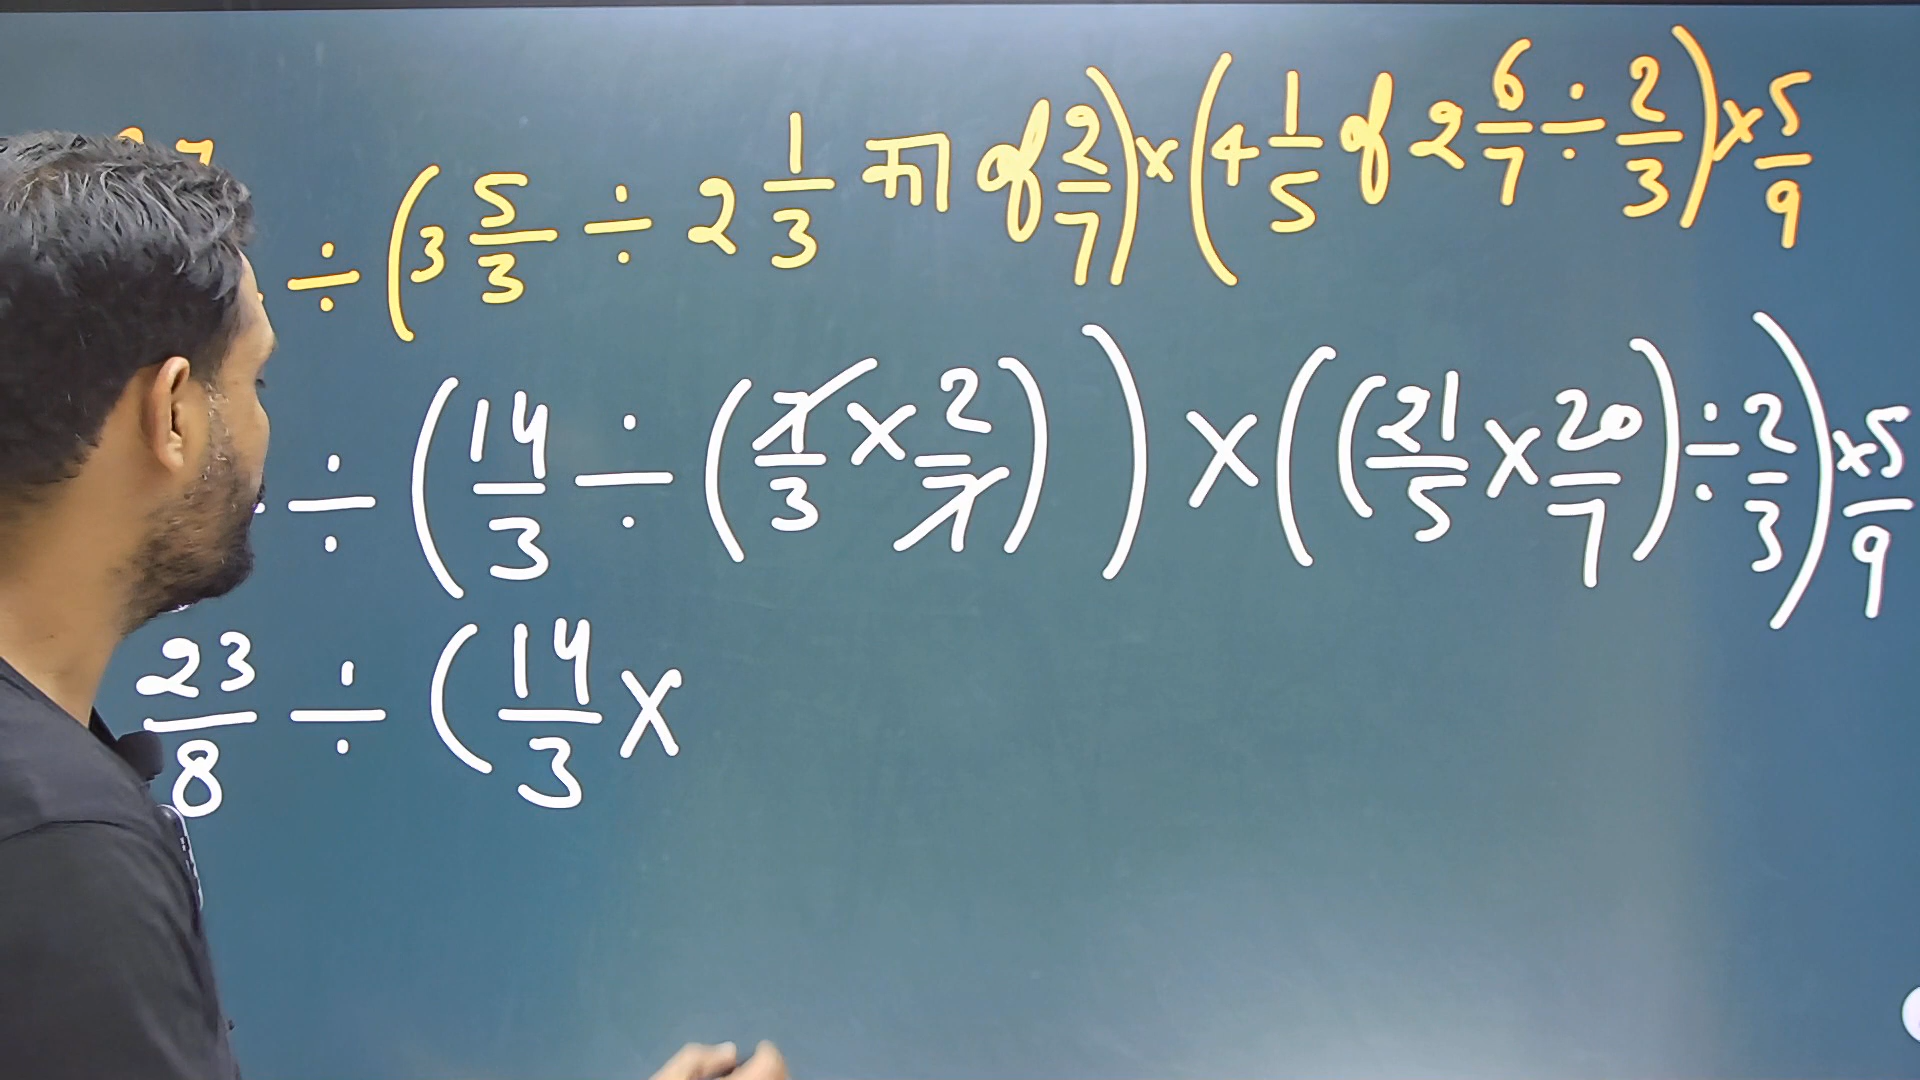 ÷ (3 5/3 ÷ 2 1/3 का of 2/7) × (4 1/5 of 2 6/7 ÷ 2/3) × 5/9
÷ (14/3 ÷ (7/3 × 2/7)) × ((21/5 × 20/7) ÷ 2/3) × 5/9
23/8 ÷ (14/3 ×